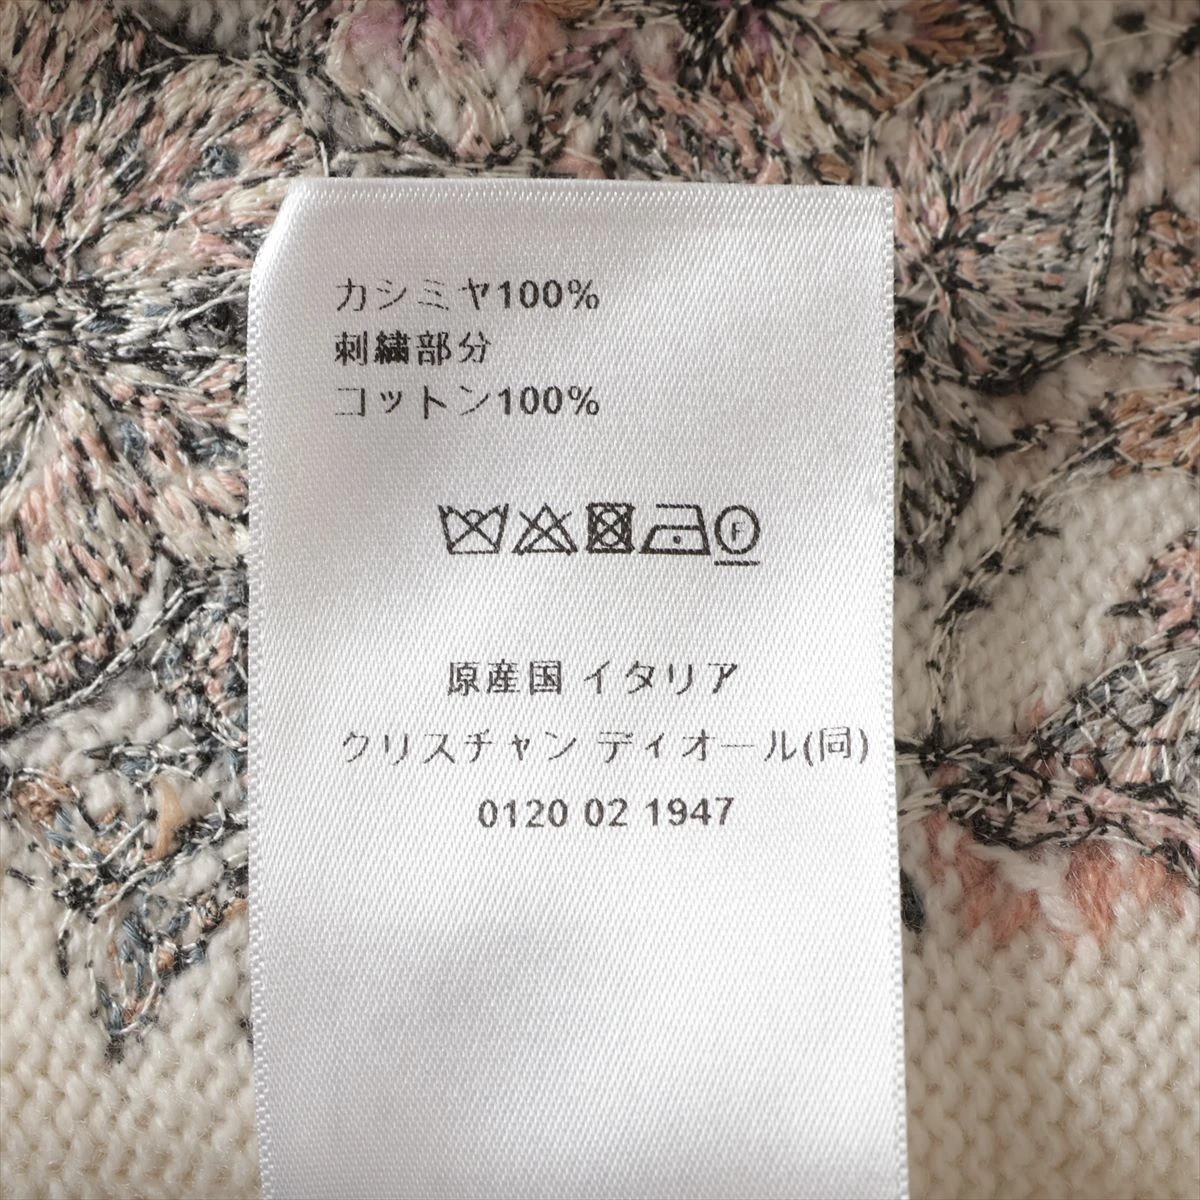 カシミヤ100%
刺繍部分
コットン100%
F
原産国 イタリア
クリスチャン ディオール(同)
0120 02 1947